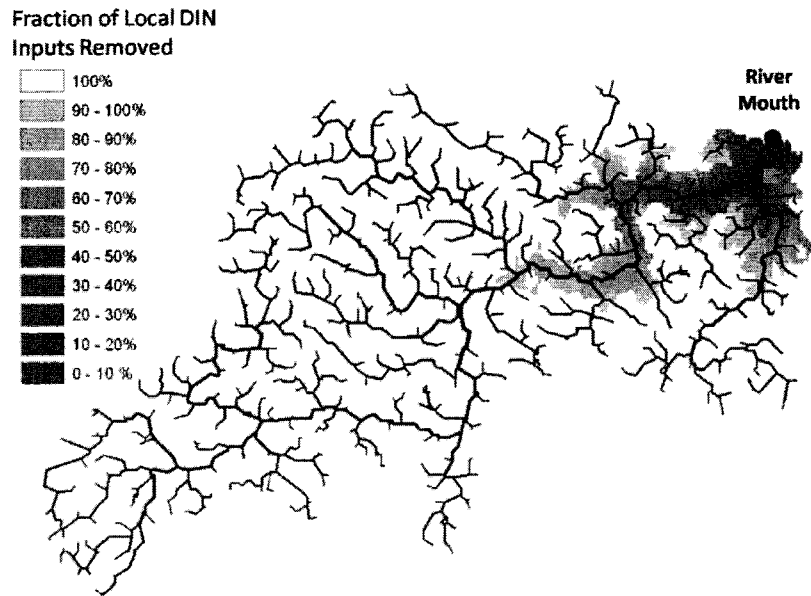 Fraction of Local DIN
Inputs Removed
100%
90 - 100%
80 - 90%
70 - 80%
60 - 70%
50 - 60%
40 - 50%
30 - 40%
20 - 30%
10 - 20%
0 - 10 %
River
Mouth